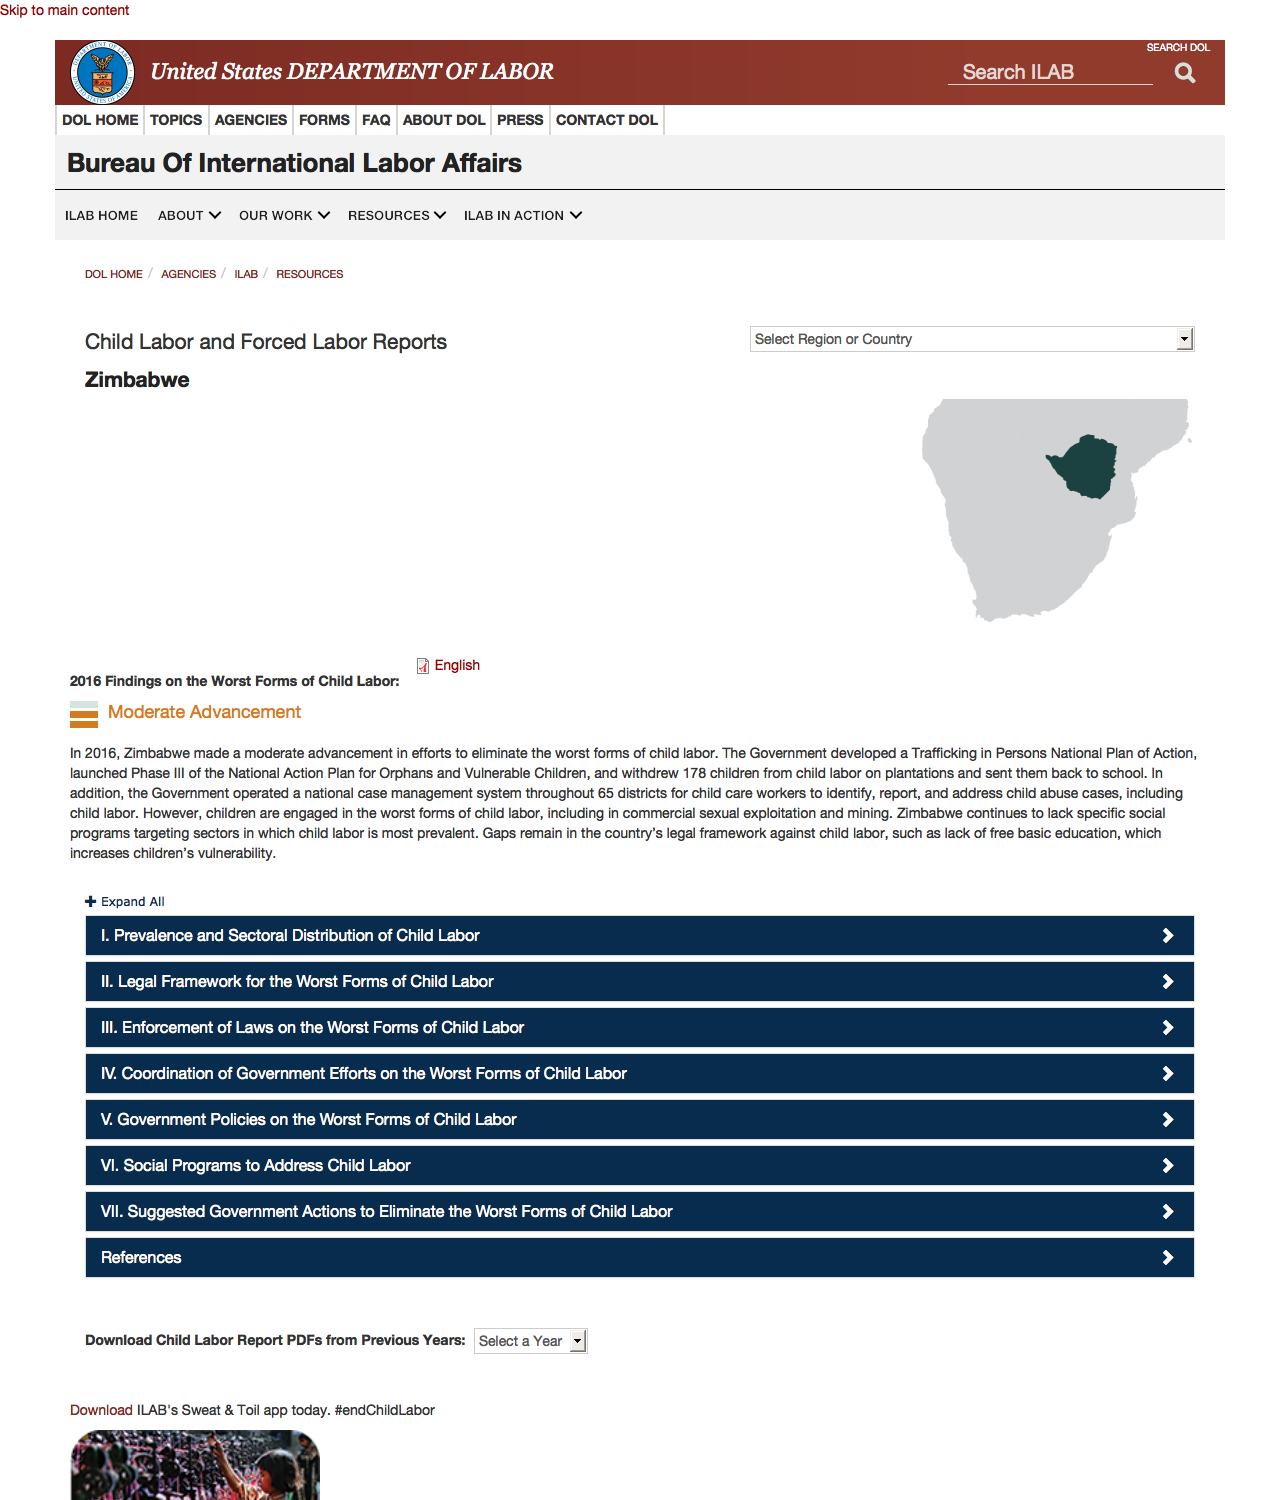 Skip to main content
SEARCH DOL
United States DEPARTMENT OF LABOR
Search ILAB
DOL HOME TOPICS AGENCIES FORMS FAQ ABOUT DOL PRESS CONTACT DOL
Bureau Of International Labor Affairs
ILAB HOME ABOUT OUR WORK RESOURCES ILAB IN ACTION
DOL HOME / AGENCIES / ILAB / RESOURCES
Child Labor and Forced Labor Reports
Select Region or Country
Zimbabwe
English
2016 Findings on the Worst Forms of Child Labor:
Moderate Advancement
In 2016, Zimbabwe made a moderate advancement in efforts to eliminate the worst forms of child labor. The Government developed a Trafficking in Persons National Plan of Action,
launched Phase III of the National Action Plan for Orphans and Vulnerable Children, and withdrew 178 children from child labor on plantations and sent them back to school. In
addition, the Government operated a national case management system throughout 65 districts for child care workers to identify, report, and address child abuse cases, including
child labor. However, children are engaged in the worst forms of child labor, including in commercial sexual exploitation and mining. Zimbabwe continues to lack specific social
programs targeting sectors in which child labor is most prevalent. Gaps remain in the country’s legal framework against child labor, such as lack of free basic education, which
increases children’s vulnerability.
Expand All
I. Prevalence and Sectoral Distribution of Child Labor
II. Legal Framework for the Worst Forms of Child Labor
III. Enforcement of Laws on the Worst Forms of Child Labor
IV. Coordination of Government Efforts on the Worst Forms of Child Labor
V. Government Policies on the Worst Forms of Child Labor
VI. Social Programs to Address Child Labor
VII. Suggested Government Actions to Eliminate the Worst Forms of Child Labor
References
Download Child Labor Report PDFs from Previous Years: Select a Year
Download ILAB's Sweat & Toil app today. #endChildLabor